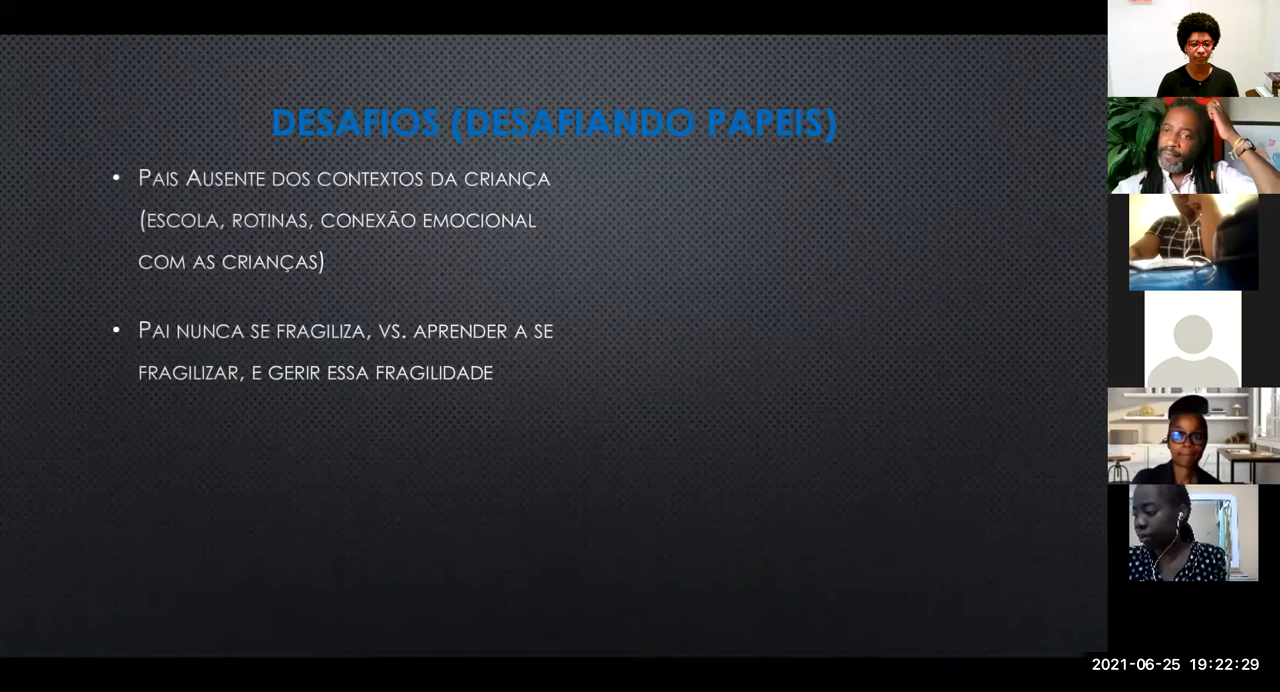 DESAFIOS (DESAFIANDO PAPEIS)
• PAIS AUSENTE DOS CONTEXTOS DA CRIANÇA
(ESCOLA, ROTINAS, CONEXÃO EMOCIONAL
COM AS CRIANÇAS)
• PAI NUNCA SE FRAGILIZA, VS. APRENDER A SE
FRAGILIZAR, E GERIR ESSA FRAGILIDADE
2021-06-25 19:22:29